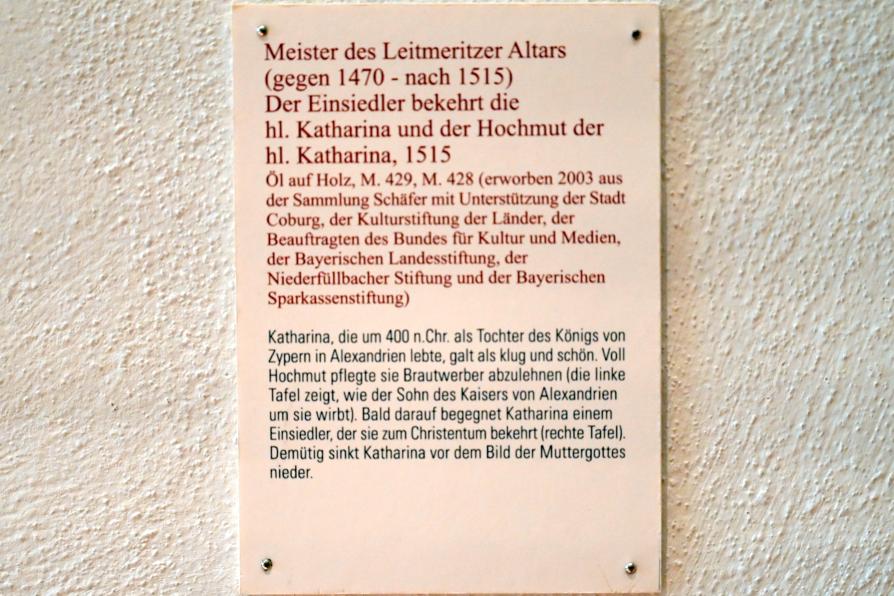 Meister des Leitmeritzer Altars
(gegen 1470 - nach 1515)
Der Einsiedler bekehrt die
hl. Katharina und der Hochmut der
hl. Katharina, 1515
Öl auf Holz, M. 429, M. 428 (erworben 2003 aus
der Sammlung Schäfer mit Unterstützung der Stadt
Coburg, der Kulturstiftung der Länder, der
Beauftragten des Bundes für Kultur und Medien,
der Bayerischen Landesstiftung, der
Niederfüllbacher Stiftung und der Bayerischen
Sparkassenstiftung)
Katharina, die um 400 n.Chr. als Tochter des Königs von
Zypern in Alexandrien lebte, galt als klug und schön. Voll
Hochmut pflegte sie Brautwerber abzulehnen (die linke
Tafel zeigt, wie der Sohn des Kaisers von Alexandrien
um sie wirbt). Bald darauf begegnet Katharina einem
Einsiedler, der sie zum Christentum bekehrt (rechte Tafel).
Demütig sinkt Katharina vor dem Bild der Muttergottes
nieder.